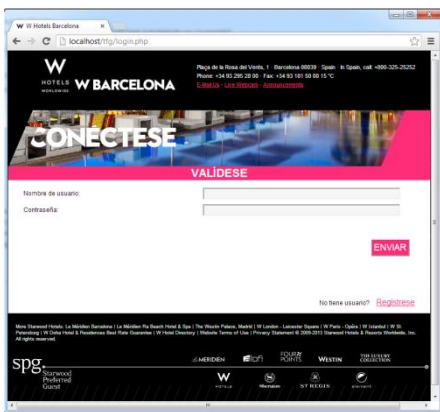 W Hotels Barcelona
localhost/tfg/login.php
W
HOTELS
WORLDWIDE
W BARCELONA
Plaça de la Rosa del Vents, 1 · Barcelona 08039 · Spain · In Spain, call: +800-325-25252
Phone: +34 93 295 28 00 · Fax: +34 93 181 50 00 15 °C
E-Mail Us - Live Webcast - Announcements
CONÉCTESE
VALÍDESE
Nombre de usuario:
Contraseña:
ENVIAR
No tiene usuario? Regístrese
More Starwood Hotels: Le Méridien Barcelona | Le Méridien Ra Beach Hotel & Spa | The Westin Palace, Madrid | W London - Leicester Square | W Paris - Opéra | W Istanbul | W St.
Petersburg | W Doha Hotel & Residences Best Rate Guarantee | W Hotel Directory | Website Terms of Use | Privacy Statement © 2009-2013 Starwood Hotels & Resorts Worldwide, Inc.
All rights reserved.
spg.
Starwood
Preferred
Guest
LE MERIDIEN
aloft
FOUR
POINTS
WESTIN
THE LUXURY
COLLECTION
W
HOTELS
Sheraton
ST REGIS
element